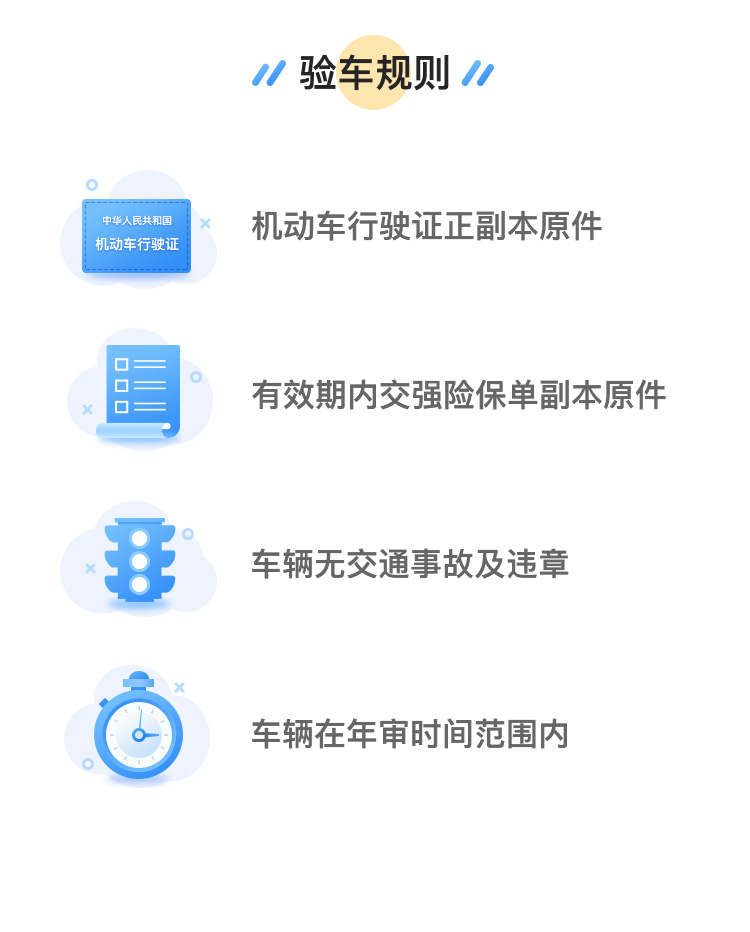 验车规则
中华人民共和国
机动车行驶证
机动车行驶证正副本原件
有效期内交强险保单副本原件
车辆无交通事故及违章
车辆在年审时间范围内